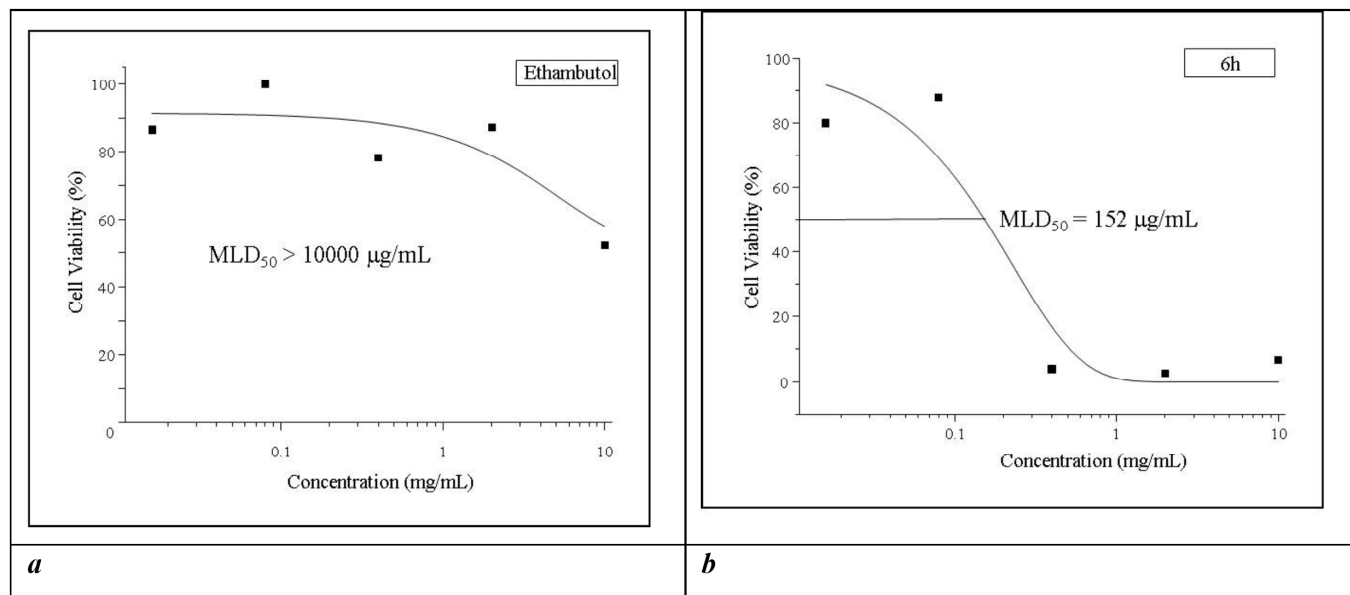 Ethambutol
100
80
60
40
20
0
Cell Viability (%)
MLD₅₀ > 10000 μg/mL
0.1
1
10
Concentration (mg/mL)
a
6h
100
80
60
40
20
0
Cell Viability (%)
MLD₅₀ = 152 μg/mL
0.1
1
10
Concentration (mg/mL)
b